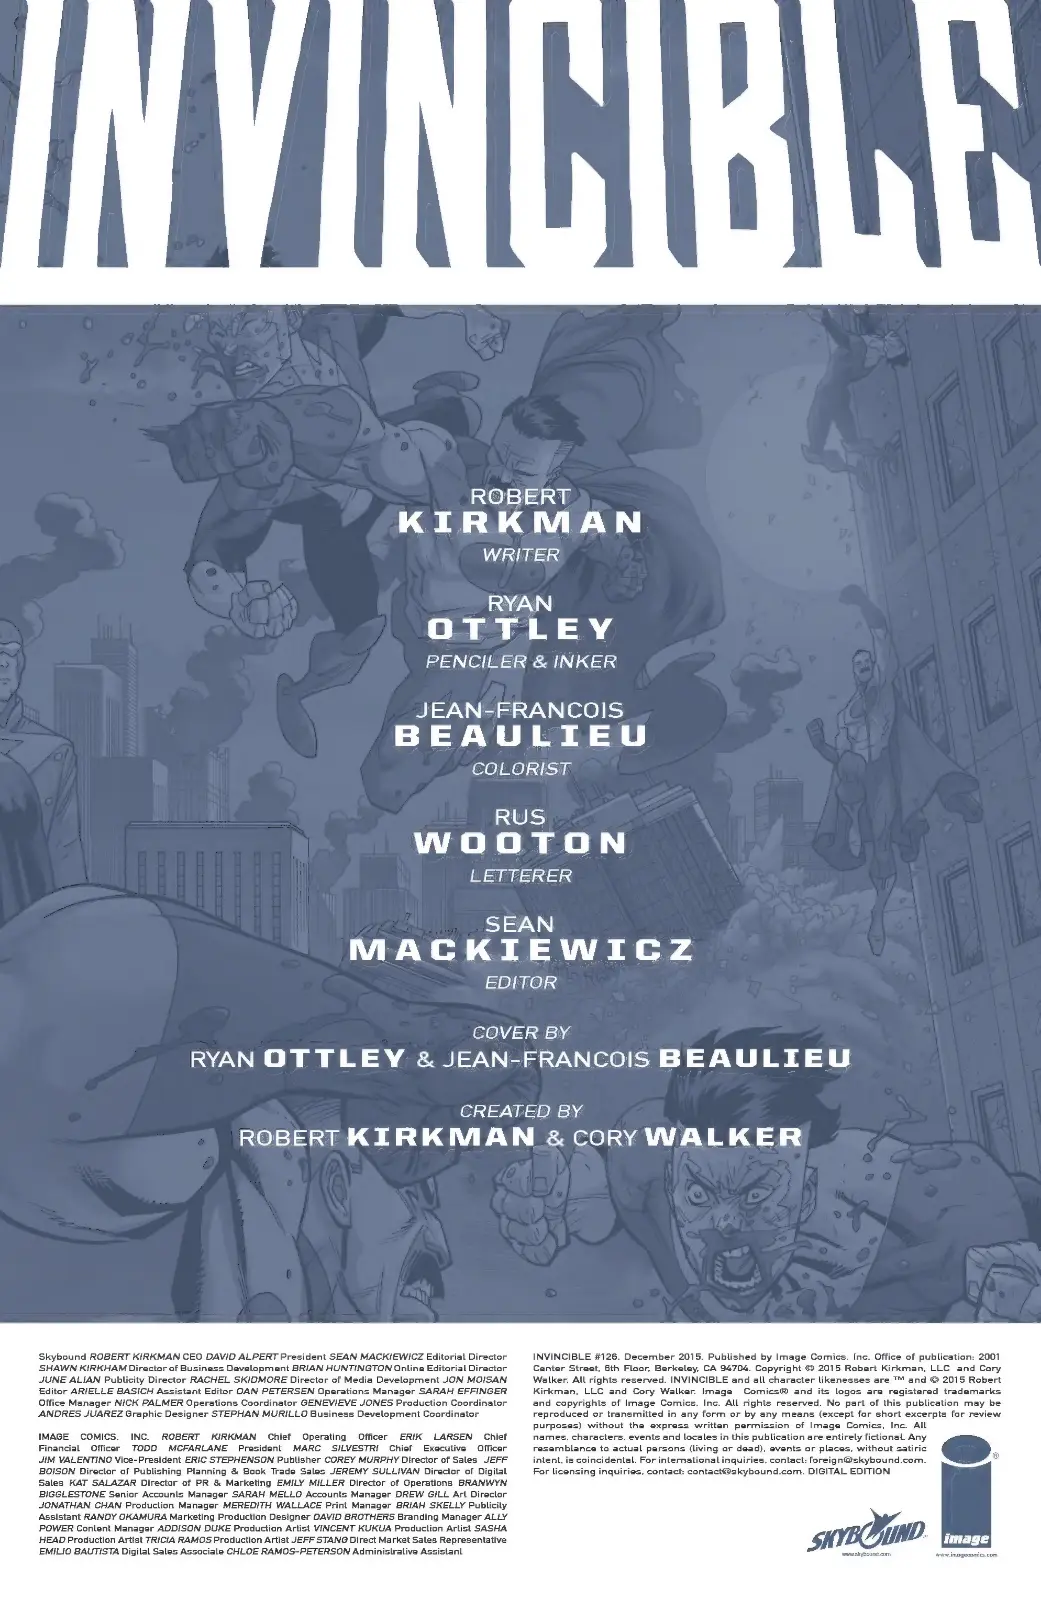 INVINCIBLE
ROBERT
KIRKMAN
WRITER
RYAN
OTTLEY
PENCILER & INKER
JEAN-FRANCOIS
BEAULIEU
COLORIST
RUS
WOOTON
LETTERER
SEAN
MACKIEWICZ
EDITOR
COVER BY
RYAN OTTLEY & JEAN-FRANCOIS BEAULIEU
CREATED BY
ROBERT KIRKMAN & CORY WALKER
Skybound ROBERT KIRKMAN CEO DAVID ALPERT President SEAN MACKIEWICZ Editorial Director
SHAWN KIRKHAM Director of Business Development BRIAN HUNTINGTON Online Editorial Director
JUNE ALIAN Publicity Director RACHEL SKIDMORE Director of Media Development JON MOISAN
Editor ARIELLE BASICH Assistant Editor DAN PETERSEN Operations Manager SARAH EFFINGER
Office Manager NICK PALMER Operations Coordinator GENEVIEVE JONES Production Coordinator
ANDRES JUAREZ Graphic Designer STEPHAN MURILLO Business Development Coordinator
IMAGE COMICS, INC. ROBERT KIRKMAN Chief Operating Officer ERIK LARSEN Chief
Financial Officer TODD MCFARLANE President MARC SILVESTRI Chief Executive Officer
JIM VALENTINO Vice-President ERIC STEPHENSON Publisher COREY MURPHY Director of Sales JEFF
BOISON Director of Publishing Planning & Book Trade Sales JEREMY SULLIVAN Director of Digital
Sales KAT SALAZAR Director of PR & Marketing EMILY MILLER Director of Operations BRANWYN
BIGGLESTONE Senior Accounts Manager SARAH MELLO Accounts Manager DREW GILL Art Director
JONATHAN CHAN Production Manager MEREDITH WALLACE Print Manager BRIAH SKELLY Publicity
Assistant RANDY OKAMURA Marketing Production Designer DAVID BROTHERS Branding Manager ALLY
POWER Content Manager ADDISON DUKE Production Artist VINCENT KUKUA Production Artist SASHA
HEAD Production Artist TRICIA RAMOS Production Artist JEFF STANG Direct Market Sales Representative
EMILIO BAUTISTA Digital Sales Associate CHLOE RAMOS-PETERSON Administrative Assistant
INVINCIBLE #126. December 2015. Published by Image Comics, Inc. Office of publication: 2001
Center Street, 6th Floor, Berkeley, CA 94704. Copyright © 2015 Robert Kirkman, LLC and Cory
Walker. All rights reserved. INVINCIBLE and all character likenesses are ™ and © 2015 Robert
Kirkman, LLC and Cory Walker. Image Comics® and its logos are registered trademarks
and copyrights of Image Comics, Inc. All rights reserved. No part of this publication may be
reproduced or transmitted in any form or by any means (except for short excerpts for review
purposes) without the express written permission of Image Comics, Inc. All
names, characters, events and locales in this publication are entirely fictional. Any
resemblance to actual persons (living or dead), events or places, without satiric
intent, is coincidental. For international inquiries, contact: foreign@skybound.com.
For licensing inquiries, contact: contact@skybound.com. DIGITAL EDITION
SKYBOUND
www.skybound.com
image
®
www.imagecomics.com